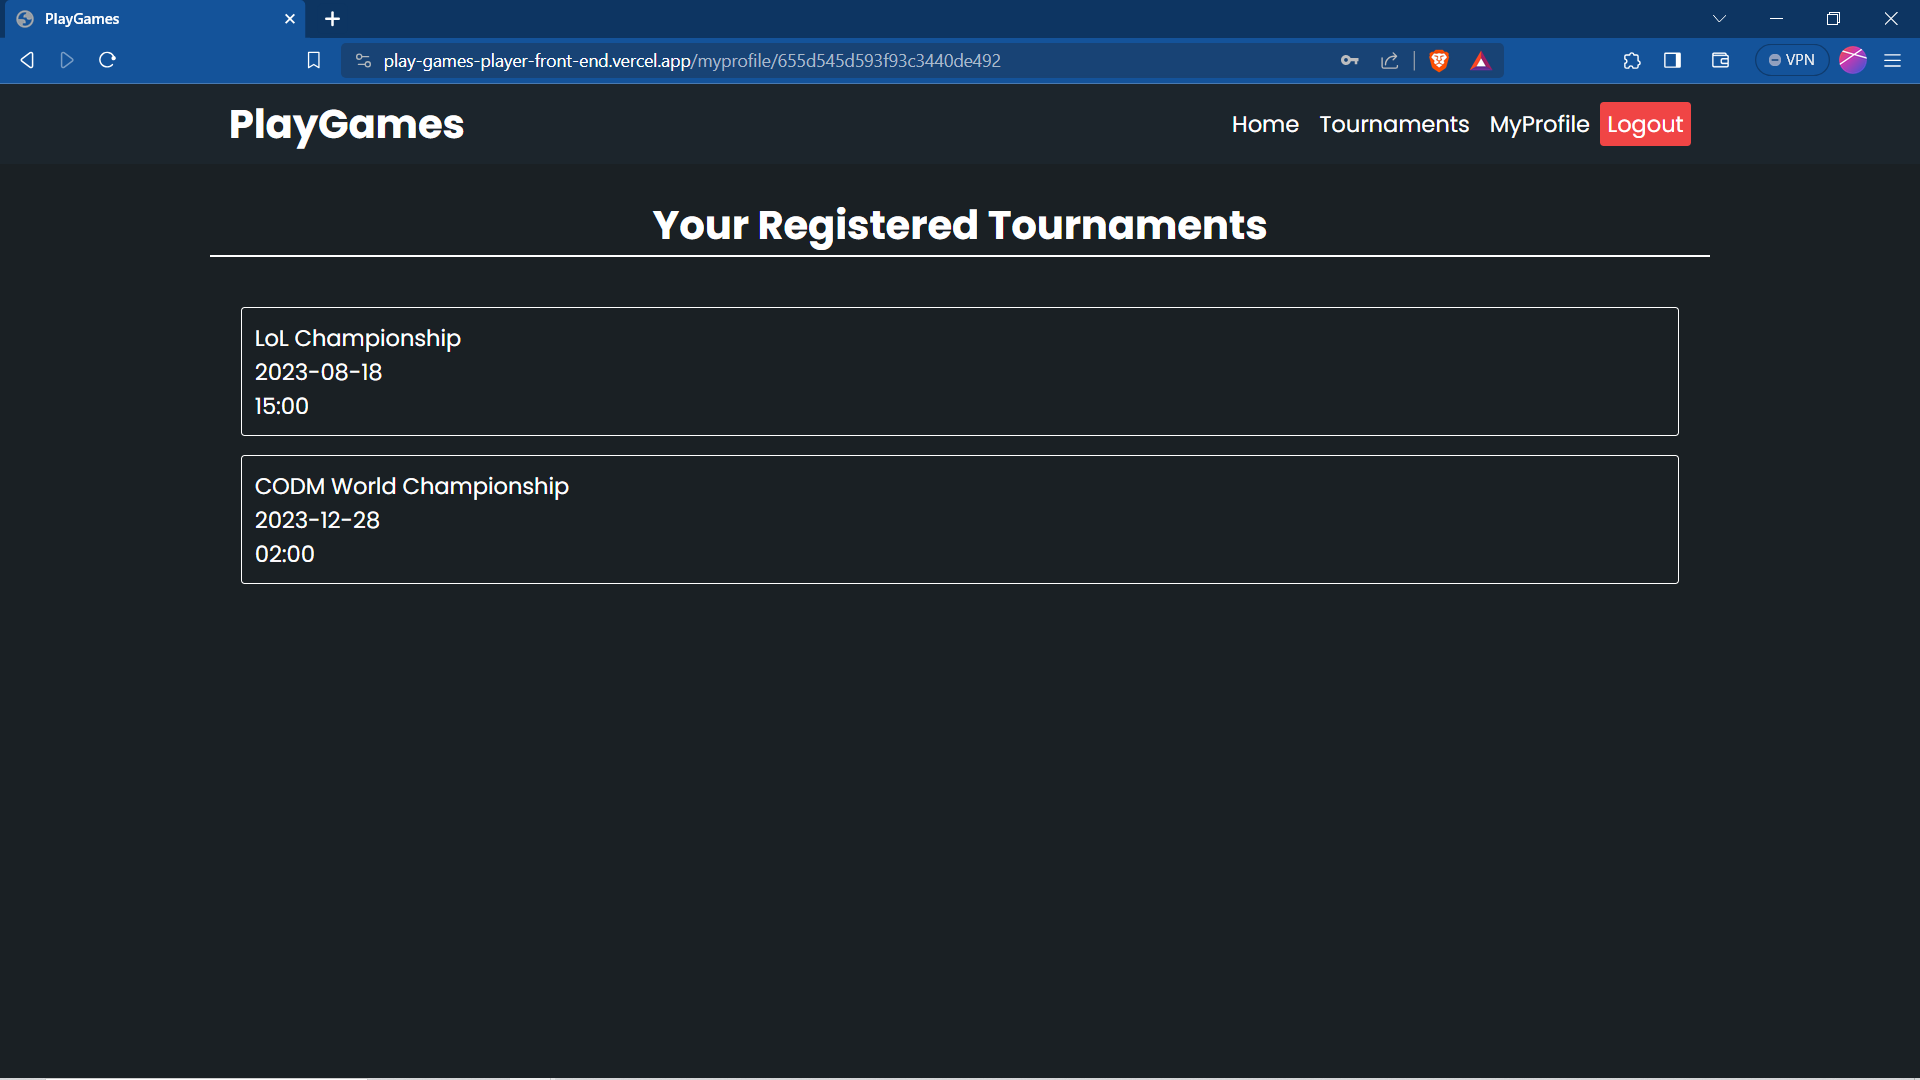 PlayGames
play-games-player-front-end.vercel.app/myprofile/655d545d593f93c3440de492
VPN
PlayGames
Home Tournaments MyProfile Logout
Your Registered Tournaments
LoL Championship
2023-08-18
15:00
CODM World Championship
2023-12-28
02:00